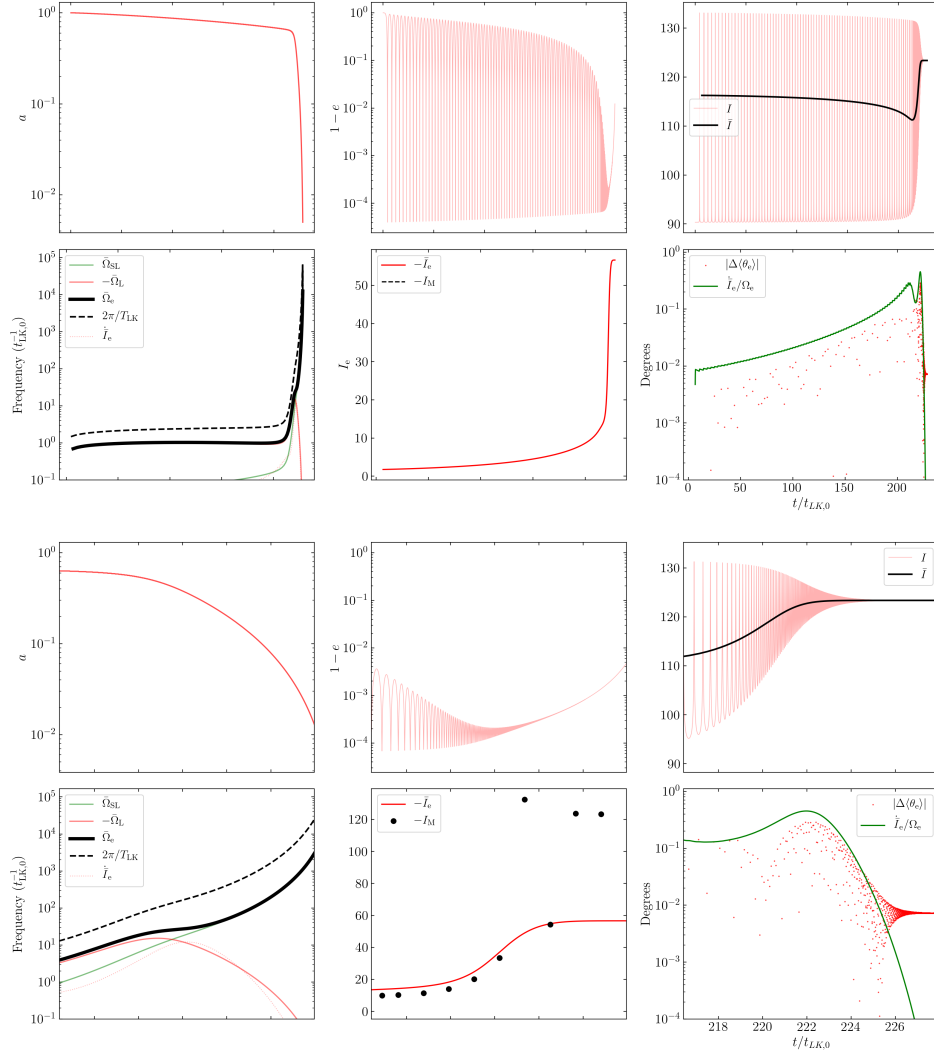 10^0
10^-1
10^-2
a
10^0
10^-1
10^-2
10^-3
10^-4
1 − e
130
120
110
100
90
I
Ī
10^5
10^4
10^3
10^2
10^1
10^0
10^-1
Frequency (t_LK,0^-1)
Ω̄_SL
−Ω̄_L
Ω̄_e
2π/T_LK
İ̄_e
50
40
30
20
10
0
I_e
−Ī_e
−I_M
10^1
10^0
10^-1
10^-2
10^-3
10^-4
Degrees
|Δ⟨θ_e⟩|
İ̄_e/Ω̄_e
0 50 100 150 200
t/t_LK,0
10^0
10^-1
10^-2
a
10^0
10^-1
10^-2
10^-3
10^-4
1 − e
130
120
110
100
90
I
Ī
10^5
10^4
10^3
10^2
10^1
10^0
10^-1
Frequency (t_LK,0^-1)
Ω̄_SL
−Ω̄_L
Ω̄_e
2π/T_LK
İ̄_e
120
100
80
60
40
20
0
−Ī_e
−I_M
10^0
10^-1
10^-2
10^-3
10^-4
Degrees
|Δ⟨θ_e⟩|
İ̄_e/Ω̄_e
218 220 222 224 226
t/t_LK,0